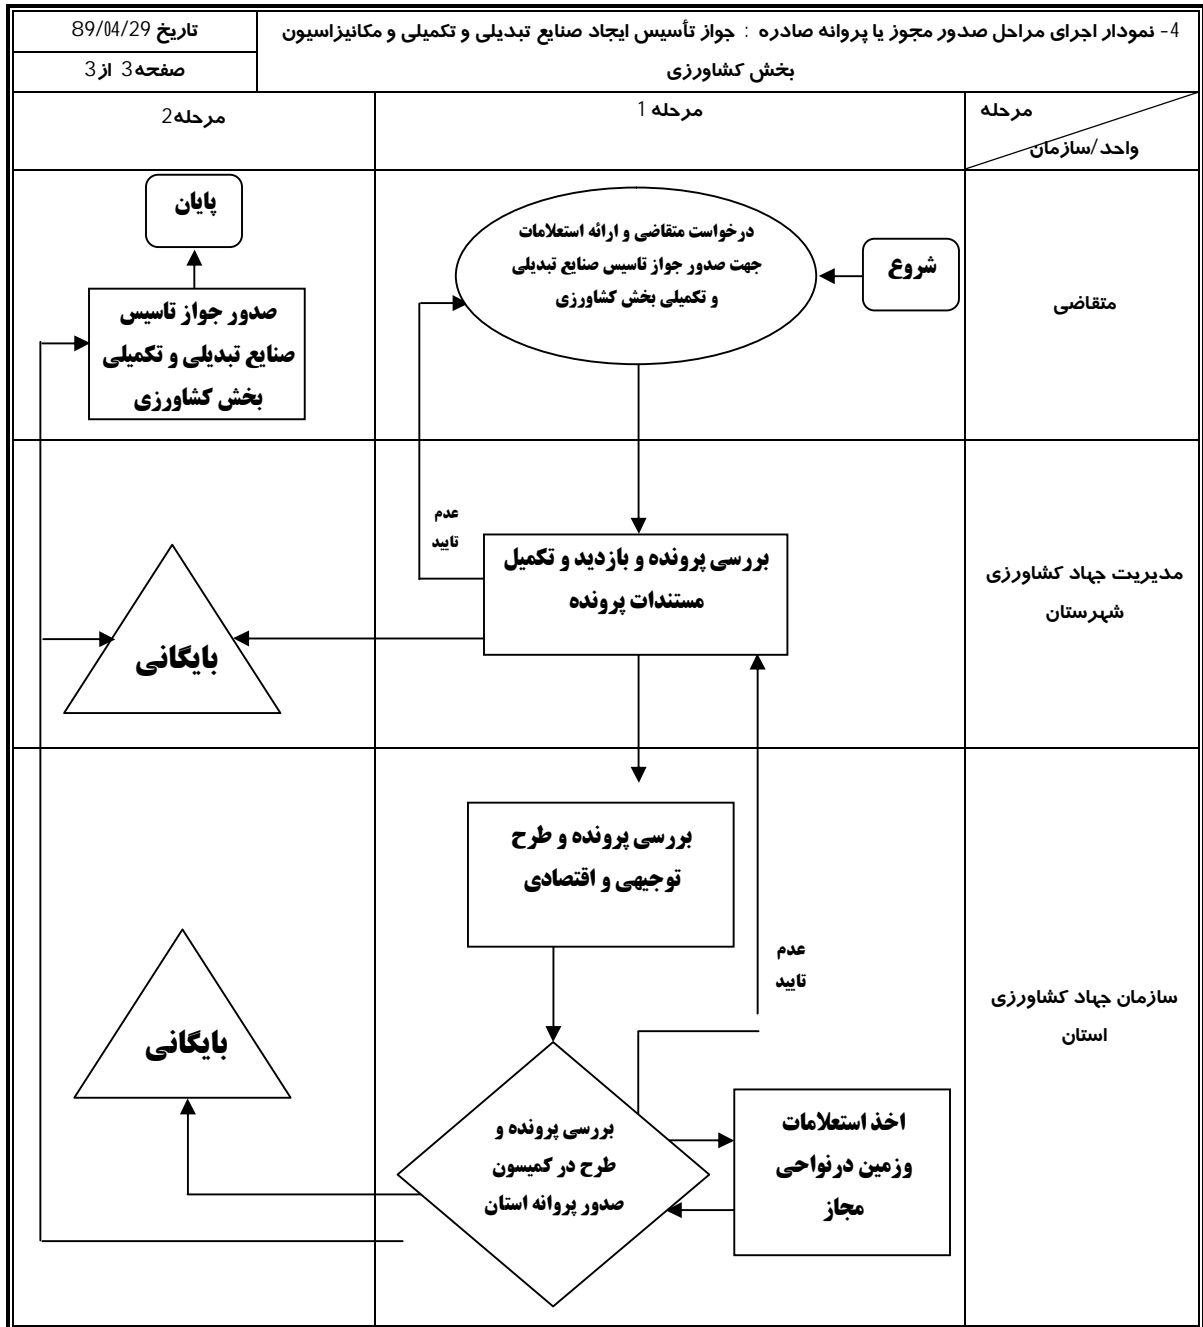 4- نمودار اجرای مراحل صدور مجوز یا پروانه صادره : جواز تأسیس ایجاد صنایع تبدیلی و تکمیلی و مکانیزاسیون
بخش کشاورزی
تاریخ 89/04/29
صفحه3 از3
مرحله
واحد/سازمان
مرحله 1
مرحله2
متقاضی
شروع
درخواست متقاضی و ارائه استعلامات
جهت صدور جواز تاسیس صنایع تبدیلی
و تکمیلی بخش کشاورزی
پایان
صدور جواز تاسیس
صنایع تبدیلی و تکمیلی
بخش کشاورزی
مدیریت جهاد کشاورزی
شهرستان
عدم
تایید
بررسی پرونده و بازدید و تکمیل
مستندات پرونده
بایگانی
سازمان جهاد کشاورزی
استان
بررسی پرونده و طرح
توجیهی و اقتصادی
عدم
تایید
بررسی پرونده و
طرح در کمیسون
صدور پروانه استان
اخذ استعلامات
وزمین درنواحی
مجاز
بایگانی